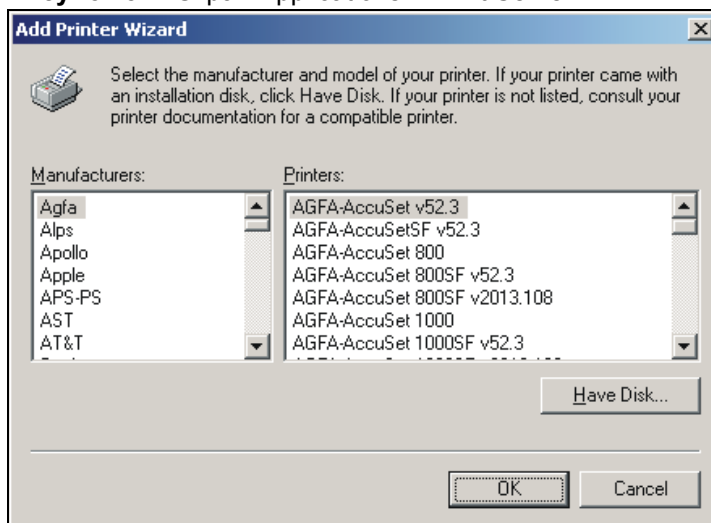 Add Printer Wizard
Select the manufacturer and model of your printer. If your printer came with
an installation disk, click Have Disk. If your printer is not listed, consult your
printer documentation for a compatible printer.
Manufacturers:
Agfa
Alps
Apollo
Apple
APS-PS
AST
AT&T
Printers:
AGFA-AccuSet v52.3
AGFA-AccuSetSF v52.3
AGFA-AccuSet 800
AGFA-AccuSet 800SF v52.3
AGFA-AccuSet 800SF v2013.108
AGFA-AccuSet 1000
AGFA-AccuSet 1000SF v52.3
Have Disk...
OK
Cancel